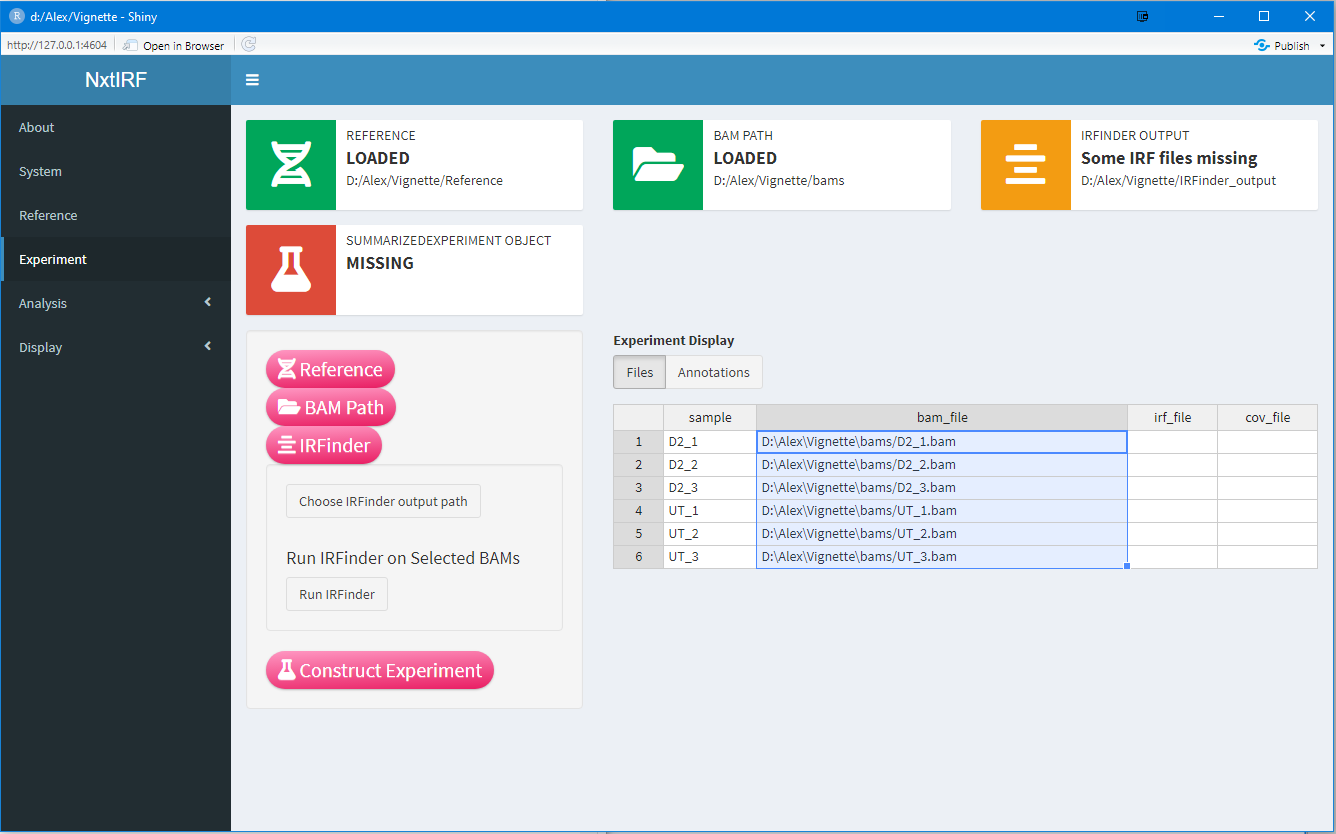 d:/Alex/Vignette - Shiny
http://127.0.0.1:4604 Open in Browser Publish
NxtIRF
About
System
Reference
Experiment
Analysis
Display
REFERENCE
LOADED
D:/Alex/Vignette/Reference
BAM PATH
LOADED
D:/Alex/Vignette/bams
IRFINDER OUTPUT
Some IRF files missing
D:/Alex/Vignette/IRFinder_output
SUMMARIZEDEXPERIMENT OBJECT
MISSING
Reference
BAM Path
IRFinder
Choose IRFinder output path
Run IRFinder on Selected BAMs
Run IRFinder
Construct Experiment
Experiment Display
Files Annotations
sample bam_file irf_file cov_file
1 D2_1 D:\Alex\Vignette\bams/D2_1.bam
2 D2_2 D:\Alex\Vignette\bams/D2_2.bam
3 D2_3 D:\Alex\Vignette\bams/D2_3.bam
4 UT_1 D:\Alex\Vignette\bams/UT_1.bam
5 UT_2 D:\Alex\Vignette\bams/UT_2.bam
6 UT_3 D:\Alex\Vignette\bams/UT_3.bam